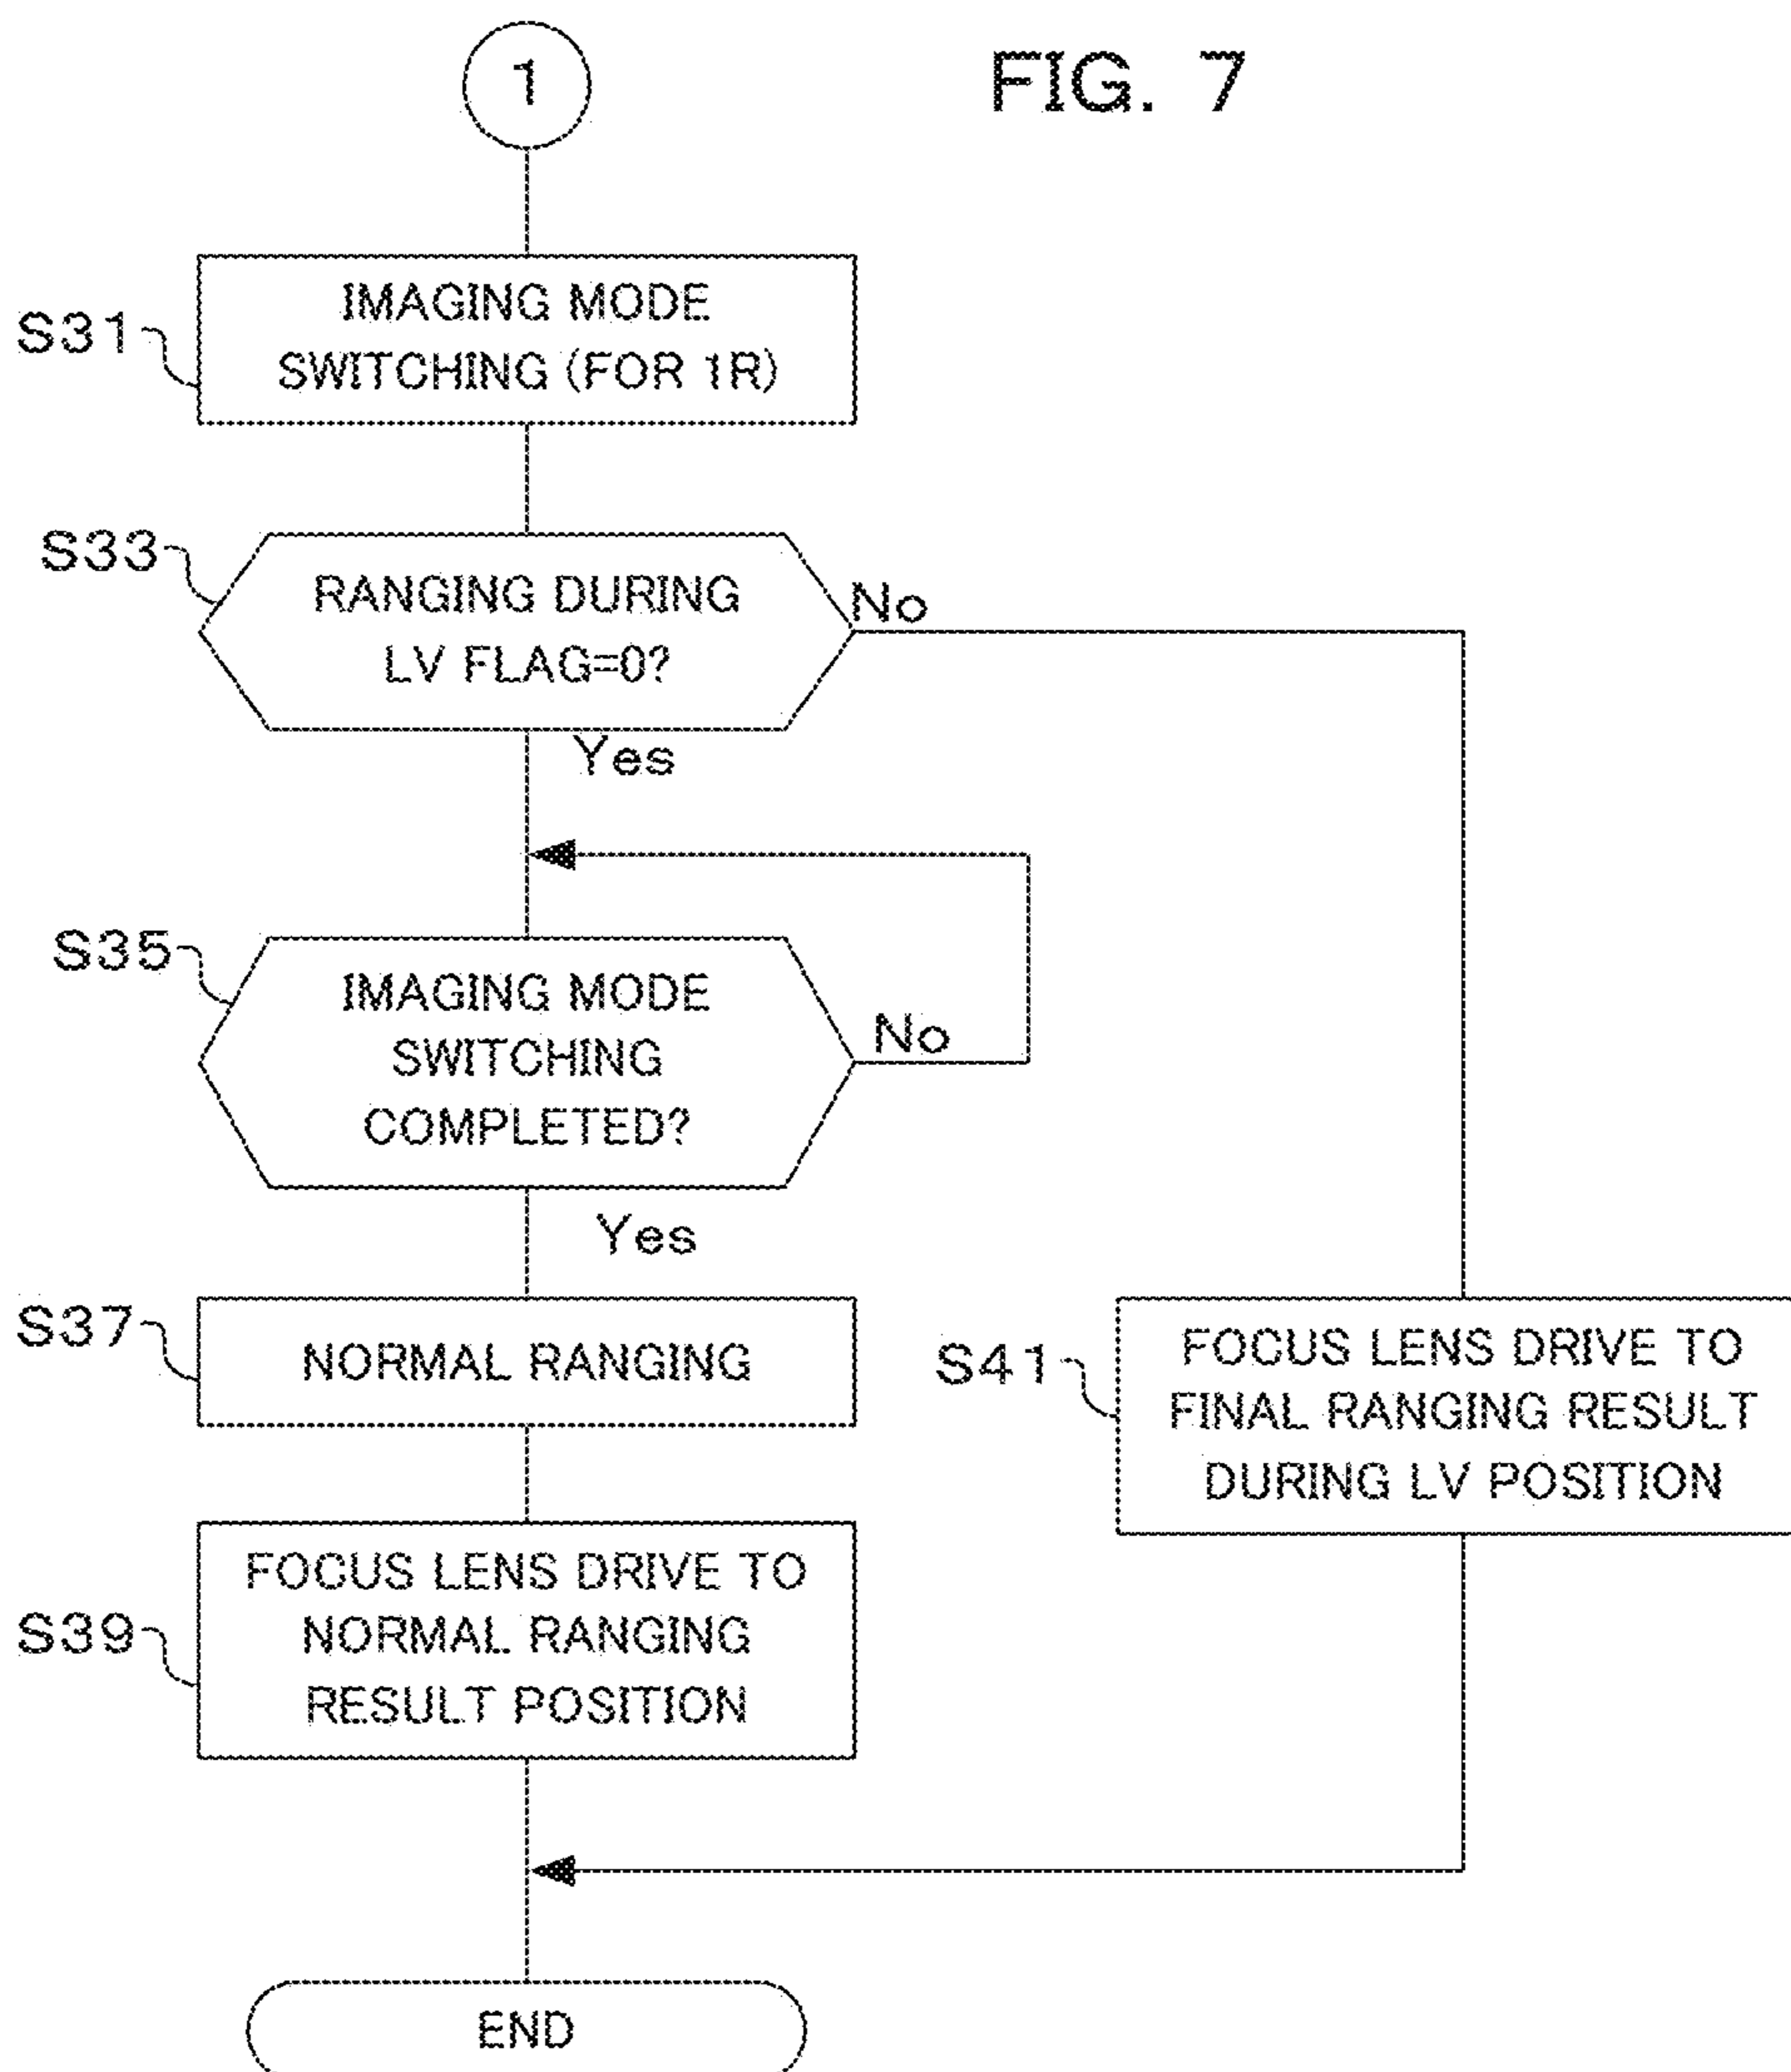 1
FIG. 7
S31
IMAGING MODE
SWITCHING (FOR 1R)
S33
RANGING DURING
LV FLAG=0?
No
Yes
S35
IMAGING MODE
SWITCHING
COMPLETED?
No
Yes
S37
NORMAL RANGING
S41
FOCUS LENS DRIVE TO
FINAL RANGING RESULT
DURING LV POSITION
S39
FOCUS LENS DRIVE TO
NORMAL RANGING
RESULT POSITION
END